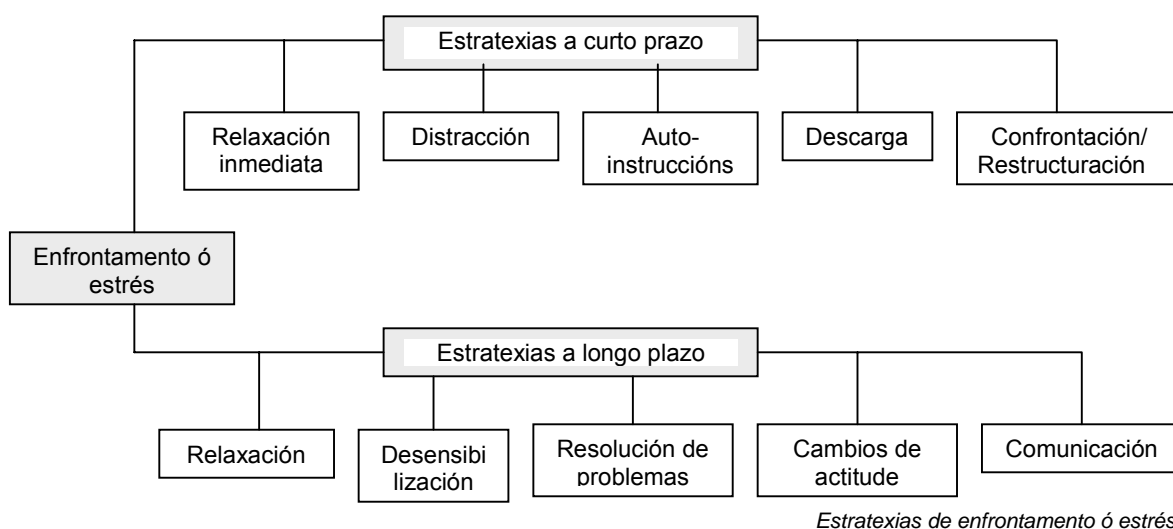 Estratexias a curto prazo
Relaxación
inmediata
Distracción
Auto-
instruccións
Descarga
Confrontación/
Restructuración
Enfrontamento ó
estrés
Estratexias a longo plazo
Relaxación
Desensibi
lización
Resolución de
problemas
Cambios de
actitude
Comunicación
Estratexias de enfrontamento ó estrés